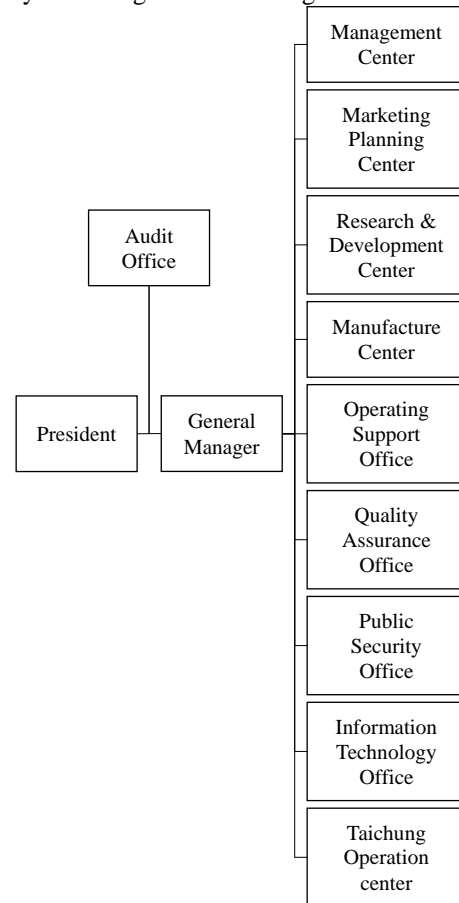 Management
Center
Marketing
Planning
Center
Research &
Development
Center
Audit
Office
Manufacture
Center
President
General
Manager
Operating
Support
Office
Quality
Assurance
Office
Public
Security
Office
Information
Technology
Office
Taichung
Operation
center